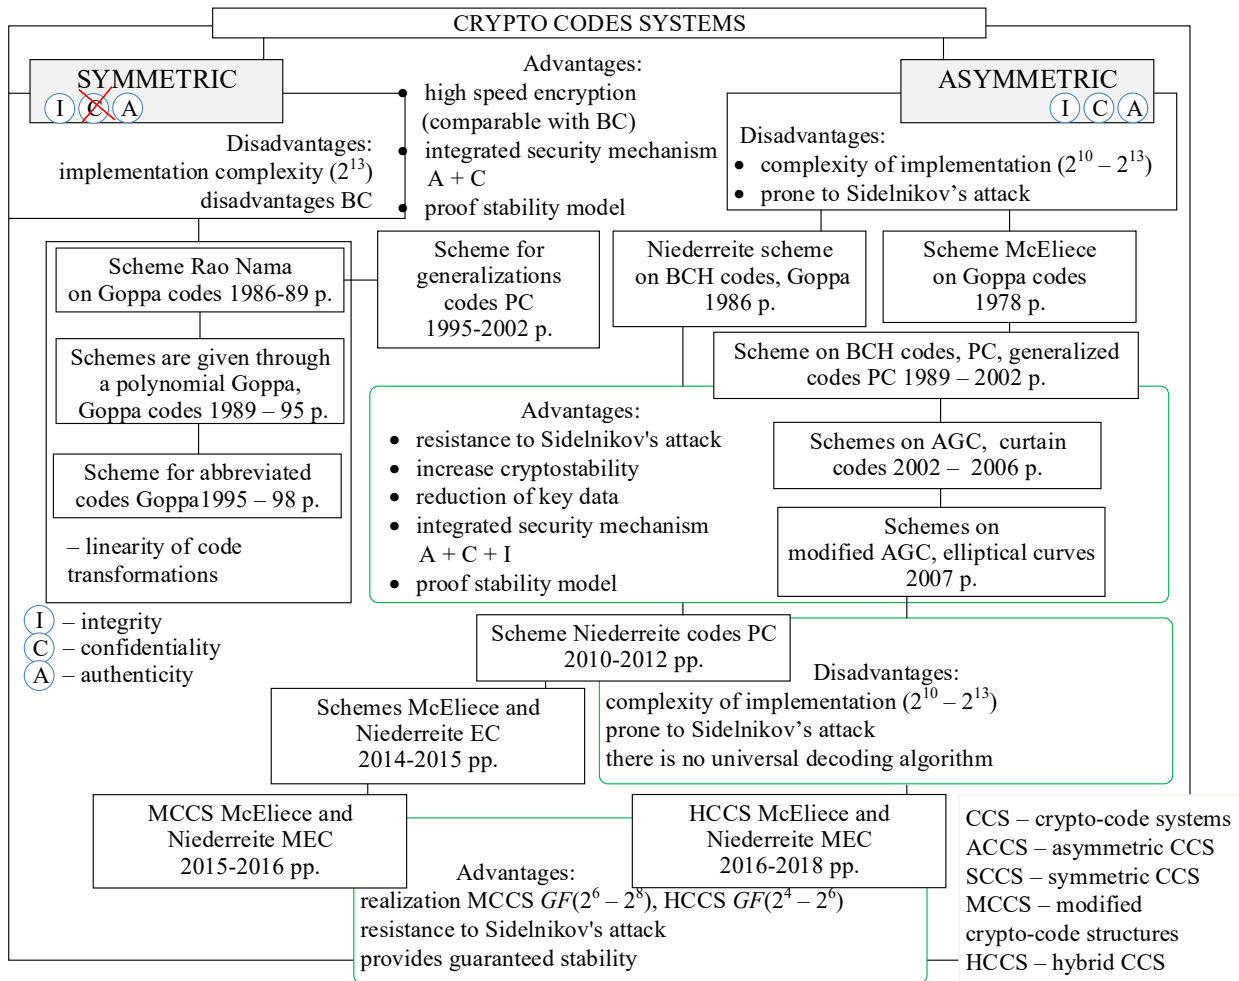 CRYPTO CODES SYSTEMS
SYMMETRIC
I C A
Disadvantages:
implementation complexity (2^13)
disadvantages BC
Advantages:
• high speed encryption
(comparable with BC)
• integrated security mechanism
A + C
• proof stability model
ASYMMETRIC
I C A
Disadvantages:
• complexity of implementation (2^10 – 2^13)
• prone to Sidelnikov’s attack
Scheme Rao Nama
on Goppa codes 1986-89 p.
Scheme for
generalizations
codes PC
1995-2002 p.
Niederreite scheme
on BCH codes, Goppa
1986 p.
Scheme McEliece
on Goppa codes
1978 p.
Schemes are given through
a polynomial Goppa,
Goppa codes 1989 – 95 p.
Scheme on BCH codes, PC, generalized
codes PC 1989 – 2002 p.
Scheme for abbreviated
codes Goppa1995 – 98 p.
– linearity of code
transformations
Advantages:
• resistance to Sidelnikov's attack
• increase cryptostability
• reduction of key data
• integrated security mechanism
A + C + I
• proof stability model
Schemes on AGC, curtain
codes 2002 – 2006 p.
Schemes on
modified AGC, elliptical curves
2007 p.
I – integrity
C – confidentiality
A – authenticity
Scheme Niederreite codes PC
2010-2012 pp.
Disadvantages:
complexity of implementation (2^10 – 2^13)
prone to Sidelnikov’s attack
there is no universal decoding algorithm
Schemes McEliece and
Niederreite EC
2014-2015 pp.
MCCS McEliece and
Niederreite MEC
2015-2016 pp.
HCCS McEliece and
Niederreite MEC
2016-2018 pp.
Advantages:
realization MCCS GF(2^6 – 2^8), HCCS GF(2^4 – 2^6)
resistance to Sidelnikov's attack
provides guaranteed stability
CCS – crypto-code systems
ACCS – asymmetric CCS
SCCS – symmetric CCS
MCCS – modified
crypto-code structures
HCCS – hybrid CCS